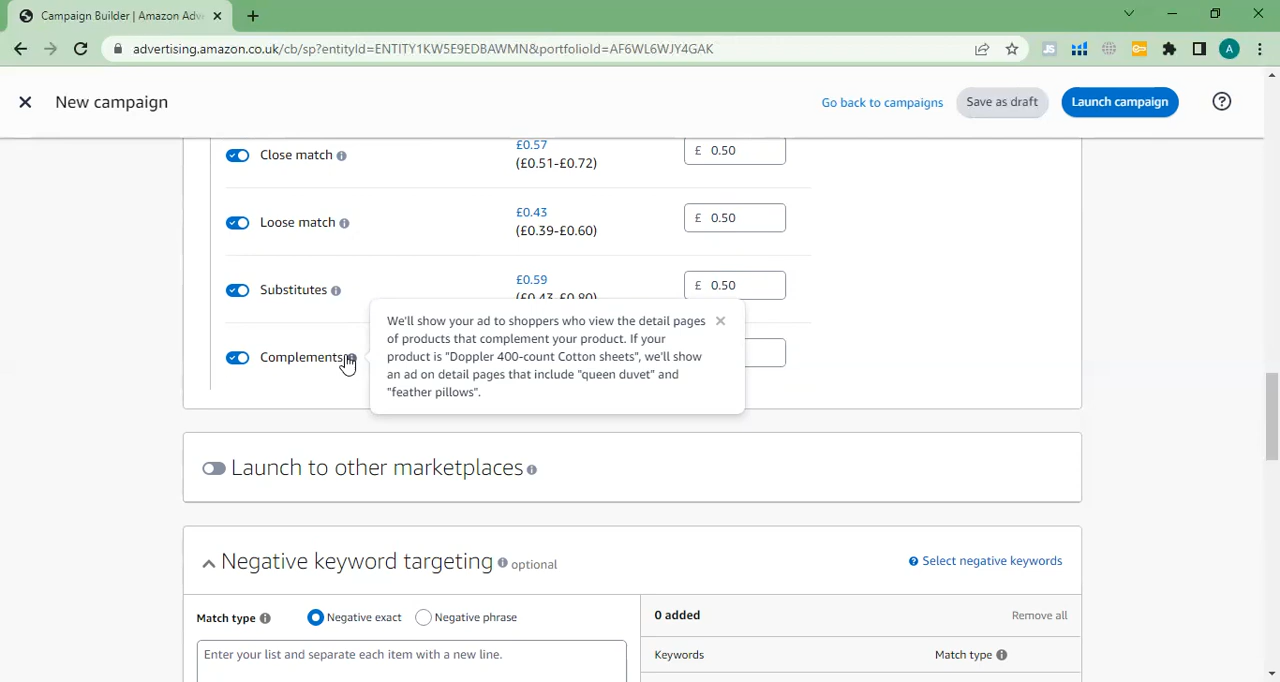 Campaign Builder | Amazon Adv
advertising.amazon.co.uk/cb/sp?entityId=ENTITY1KW5E9EDBAWMN&portfolioId=AF6WL6WJY4GAK
JS
A
New campaign
Go back to campaigns
Save as draft
Launch campaign
Close match
£0.57
(£0.51-£0.72)
£ 0.50
Loose match
£0.43
(£0.39-£0.60)
£ 0.50
Substitutes
£0.59
(£0.43-£0.80)
£ 0.50
Complements
We'll show your ad to shoppers who view the detail pages
of products that complement your product. If your
product is "Doppler 400-count Cotton sheets", we'll show
an ad on detail pages that include "queen duvet" and
"feather pillows".
Launch to other marketplaces
Negative keyword targeting optional
Select negative keywords
Match type
Negative exact
Negative phrase
Enter your list and separate each item with a new line.
0 added
Remove all
Keywords
Match type